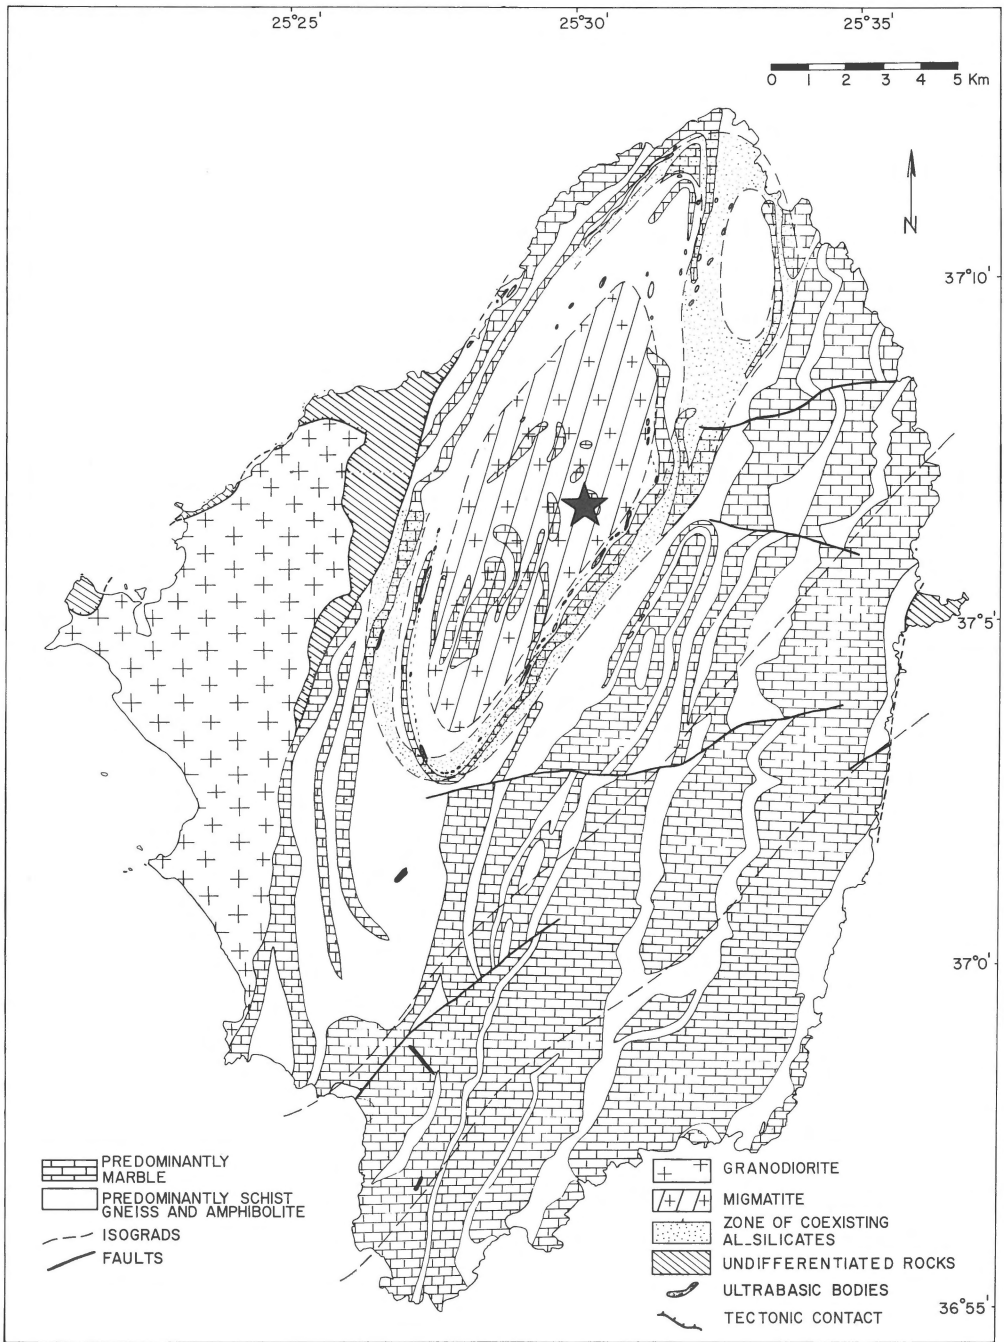 25°25' 25°30' 25°35'
0 1 2 3 4 5 Km
N
37°10'
37°5'
37°0'
36°55'
PREDOMINANTLY
MARBLE
PREDOMINANTLY SCHIST
GNEISS AND AMPHIBOLITE
ISOGRADS
FAULTS
GRANODIORITE
MIGMATITE
ZONE OF COEXISTING
AL_SILICATES
UNDIFFERENTIATED ROCKS
ULTRABASIC BODIES
TECTONIC CONTACT